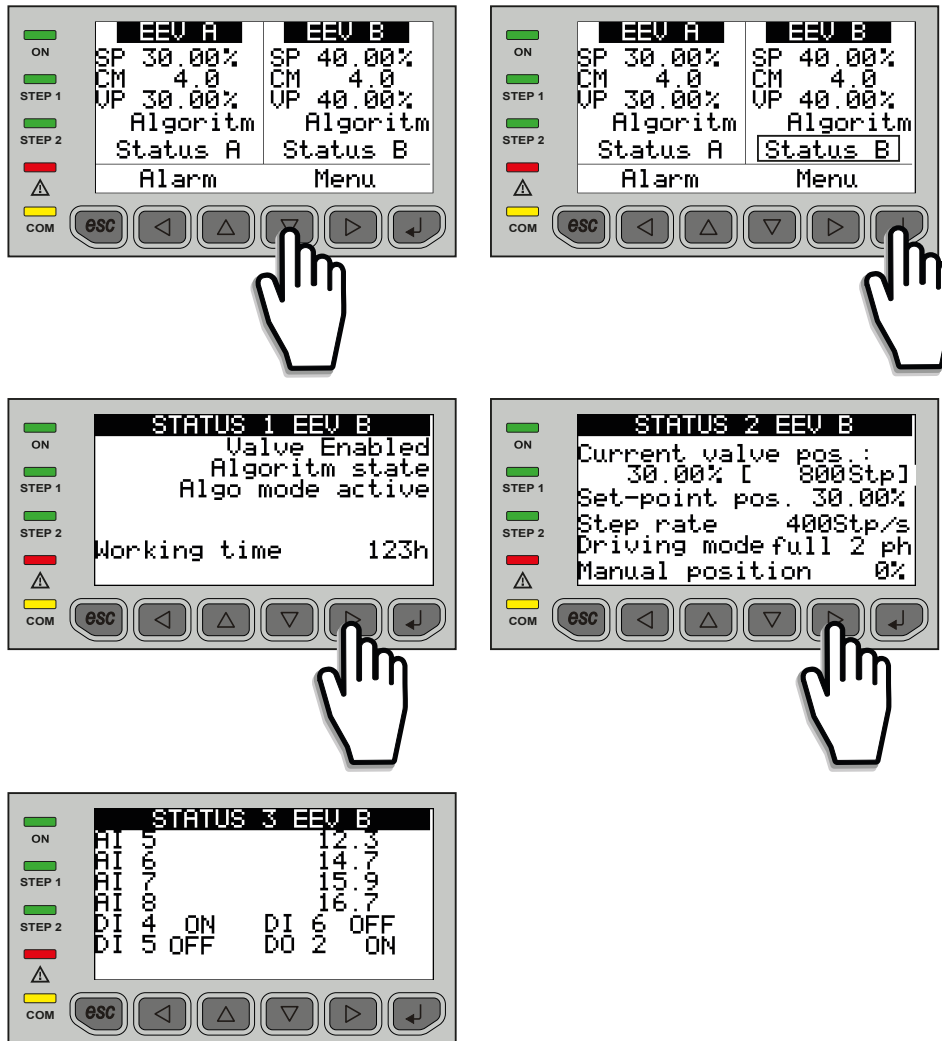 EEV A EEV B
SP 30.00% SP 40.00%
CM 4.0 CM 4.0
VP 30.00% VP 40.00%
Algoritm Algoritm
Status A Status B
Alarm Menu
ON
STEP 1
STEP 2
COM
esc
EEV A EEV B
SP 30.00% SP 40.00%
CM 4.0 CM 4.0
VP 30.00% VP 40.00%
Algoritm Algoritm
Status A Status B
Alarm Menu
ON
STEP 1
STEP 2
COM
esc
STATUS 1 EEV B
Valve Enabled
Algoritm state
Algo mode active
Working time 123h
ON
STEP 1
STEP 2
COM
esc
STATUS 2 EEV B
Current valve pos.:
30.00% [ 800Stp]
Set-point pos. 30.00%
Step rate 400Stp/s
Driving mode full 2 ph
Manual position 0%
ON
STEP 1
STEP 2
COM
esc
STATUS 3 EEV B
AI 5 12.3
AI 6 14.7
AI 7 15.9
AI 8 16.7
DI 4 ON DI 6 OFF
DI 5 OFF DO 2 ON
ON
STEP 1
STEP 2
COM
esc